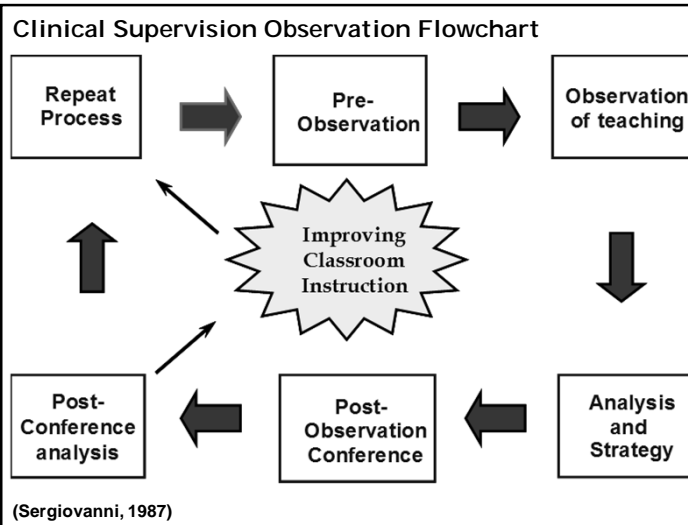 Clinical Supervision Observation Flowchart
Repeat
Process
Pre-
Observation
Observation
of teaching
Improving
Classroom
Instruction
Post-
Conference
analysis
Post-
Observation
Conference
Analysis
and
Strategy
(Sergiovanni, 1987)